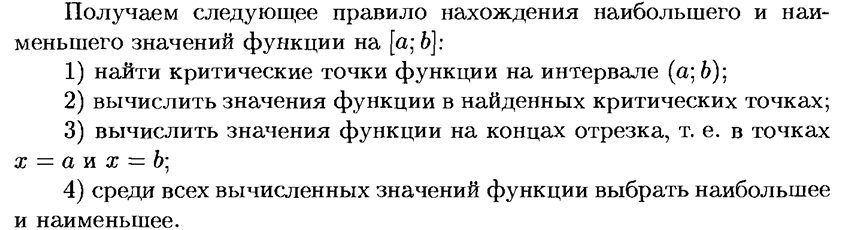 Получаем следующее правило нахождения наибольшего и наи-
меньшего значений функции на [a; b]:
1) найти критические точки функции на интервале (a; b);
2) вычислить значения функции в найденных критических точках;
3) вычислить значения функции на концах отрезка, т. е. в точках
x = a и x = b;
4) среди всех вычисленных значений функции выбрать наибольшее
и наименьшее.